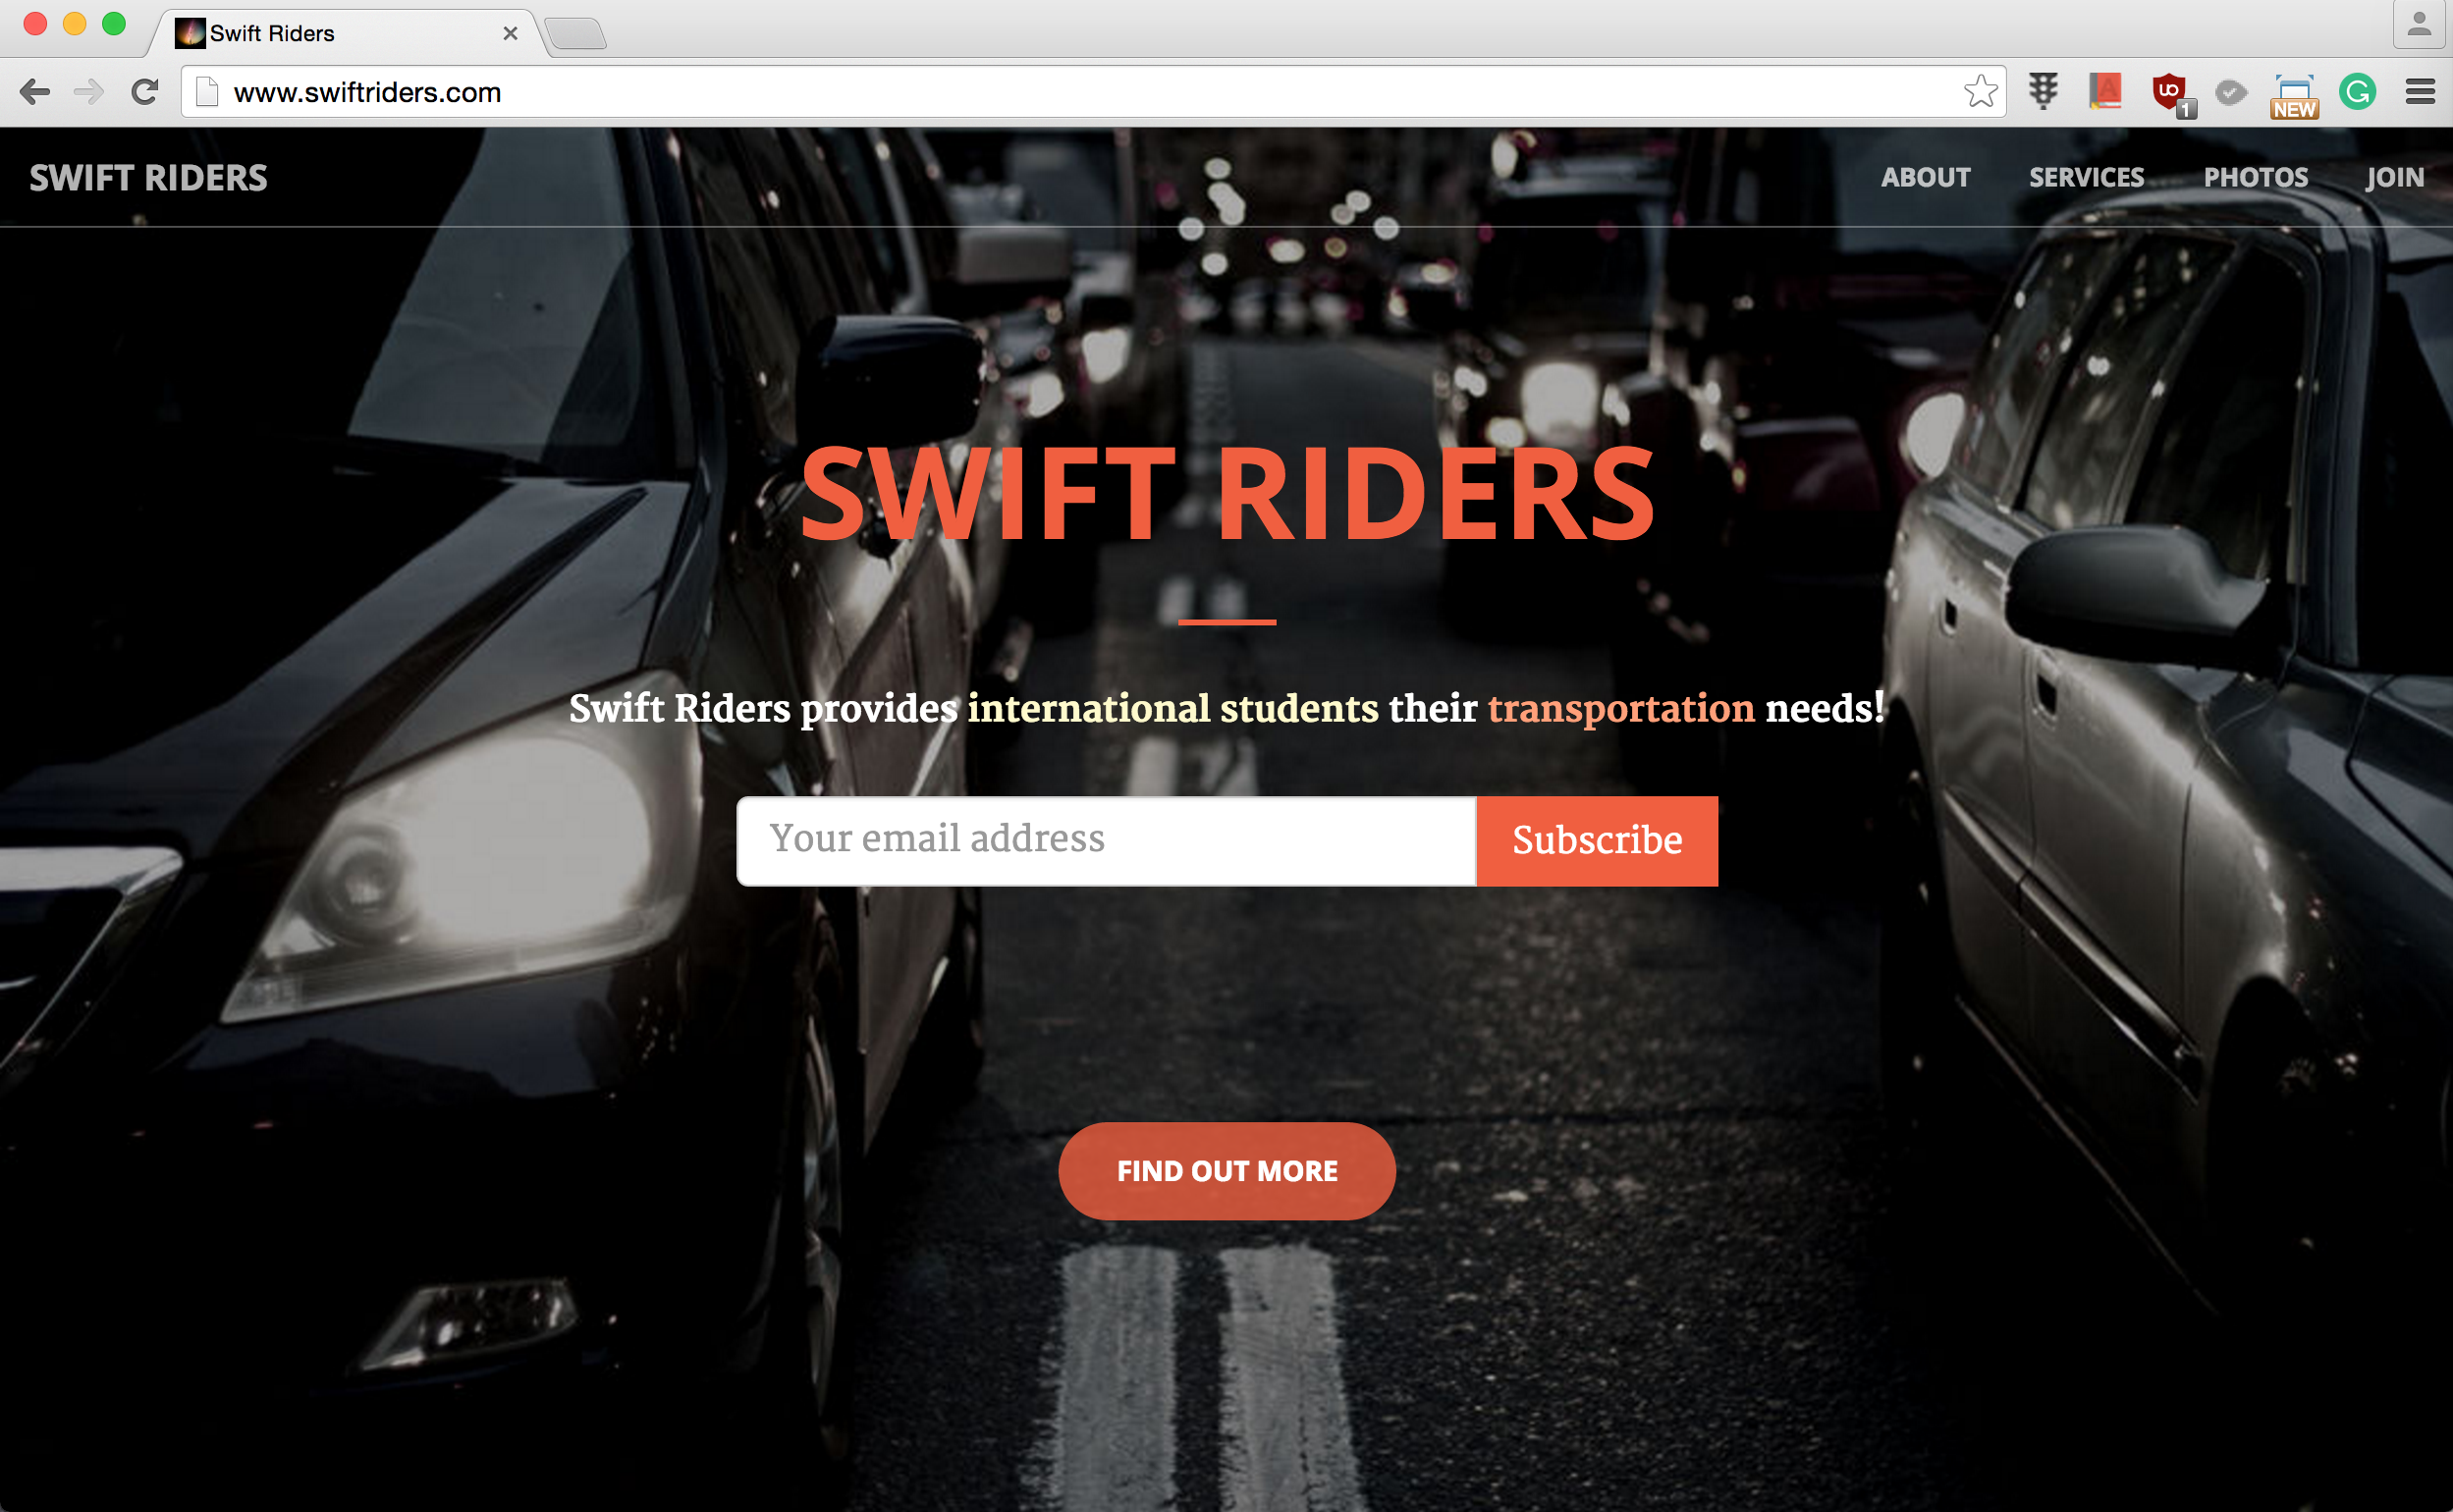 Swift Riders
www.swiftriders.com
1
NEW
SWIFT RIDERS
ABOUT SERVICES PHOTOS JOIN
SWIFT RIDERS
Swift Riders provides international students their transportation needs!
Your email address Subscribe
FIND OUT MORE